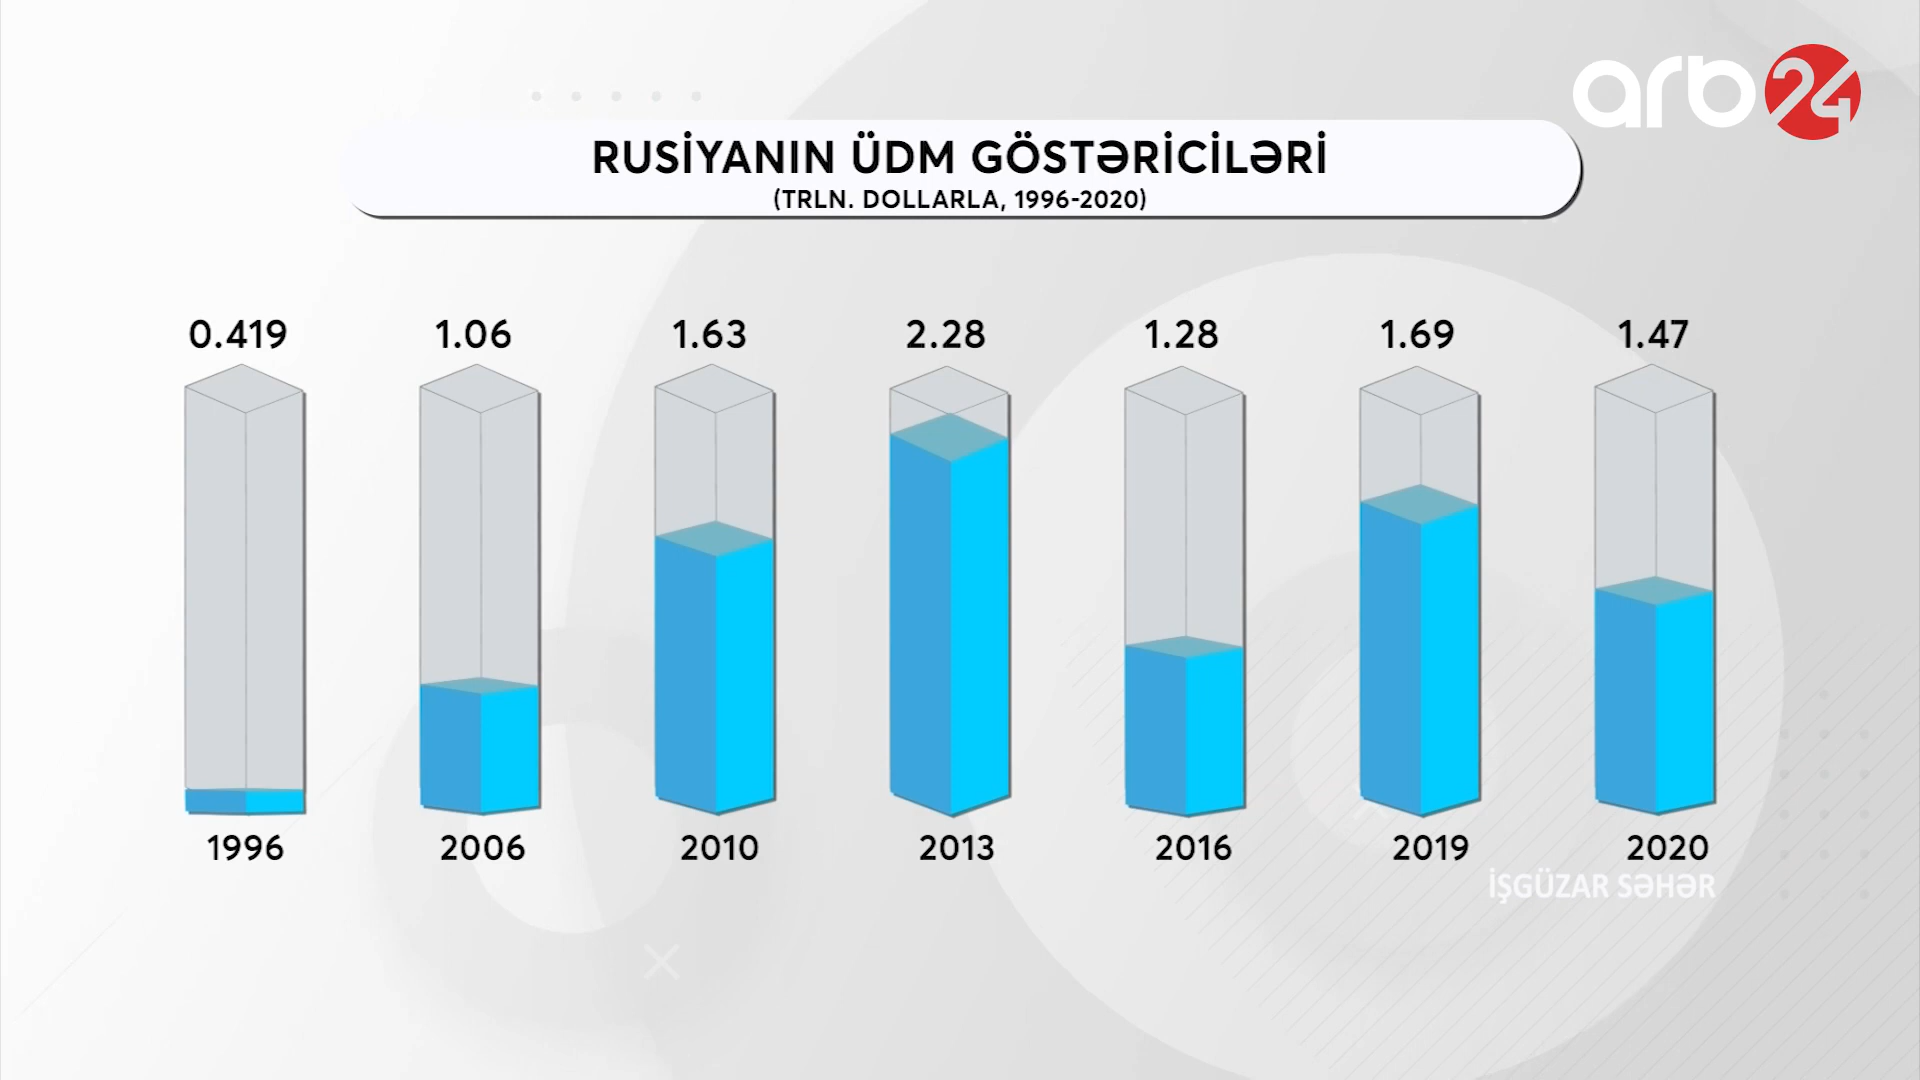 arb24
RUSİYANIN ÜDM GÖSTƏRİCİLƏRİ
(TRLN. DOLLARLA, 1996-2020)
0.419 1.06 1.63 2.28 1.28 1.69 1.47
1996 2006 2010 2013 2016 2019 2020
İŞGÜZAR SƏHƏR